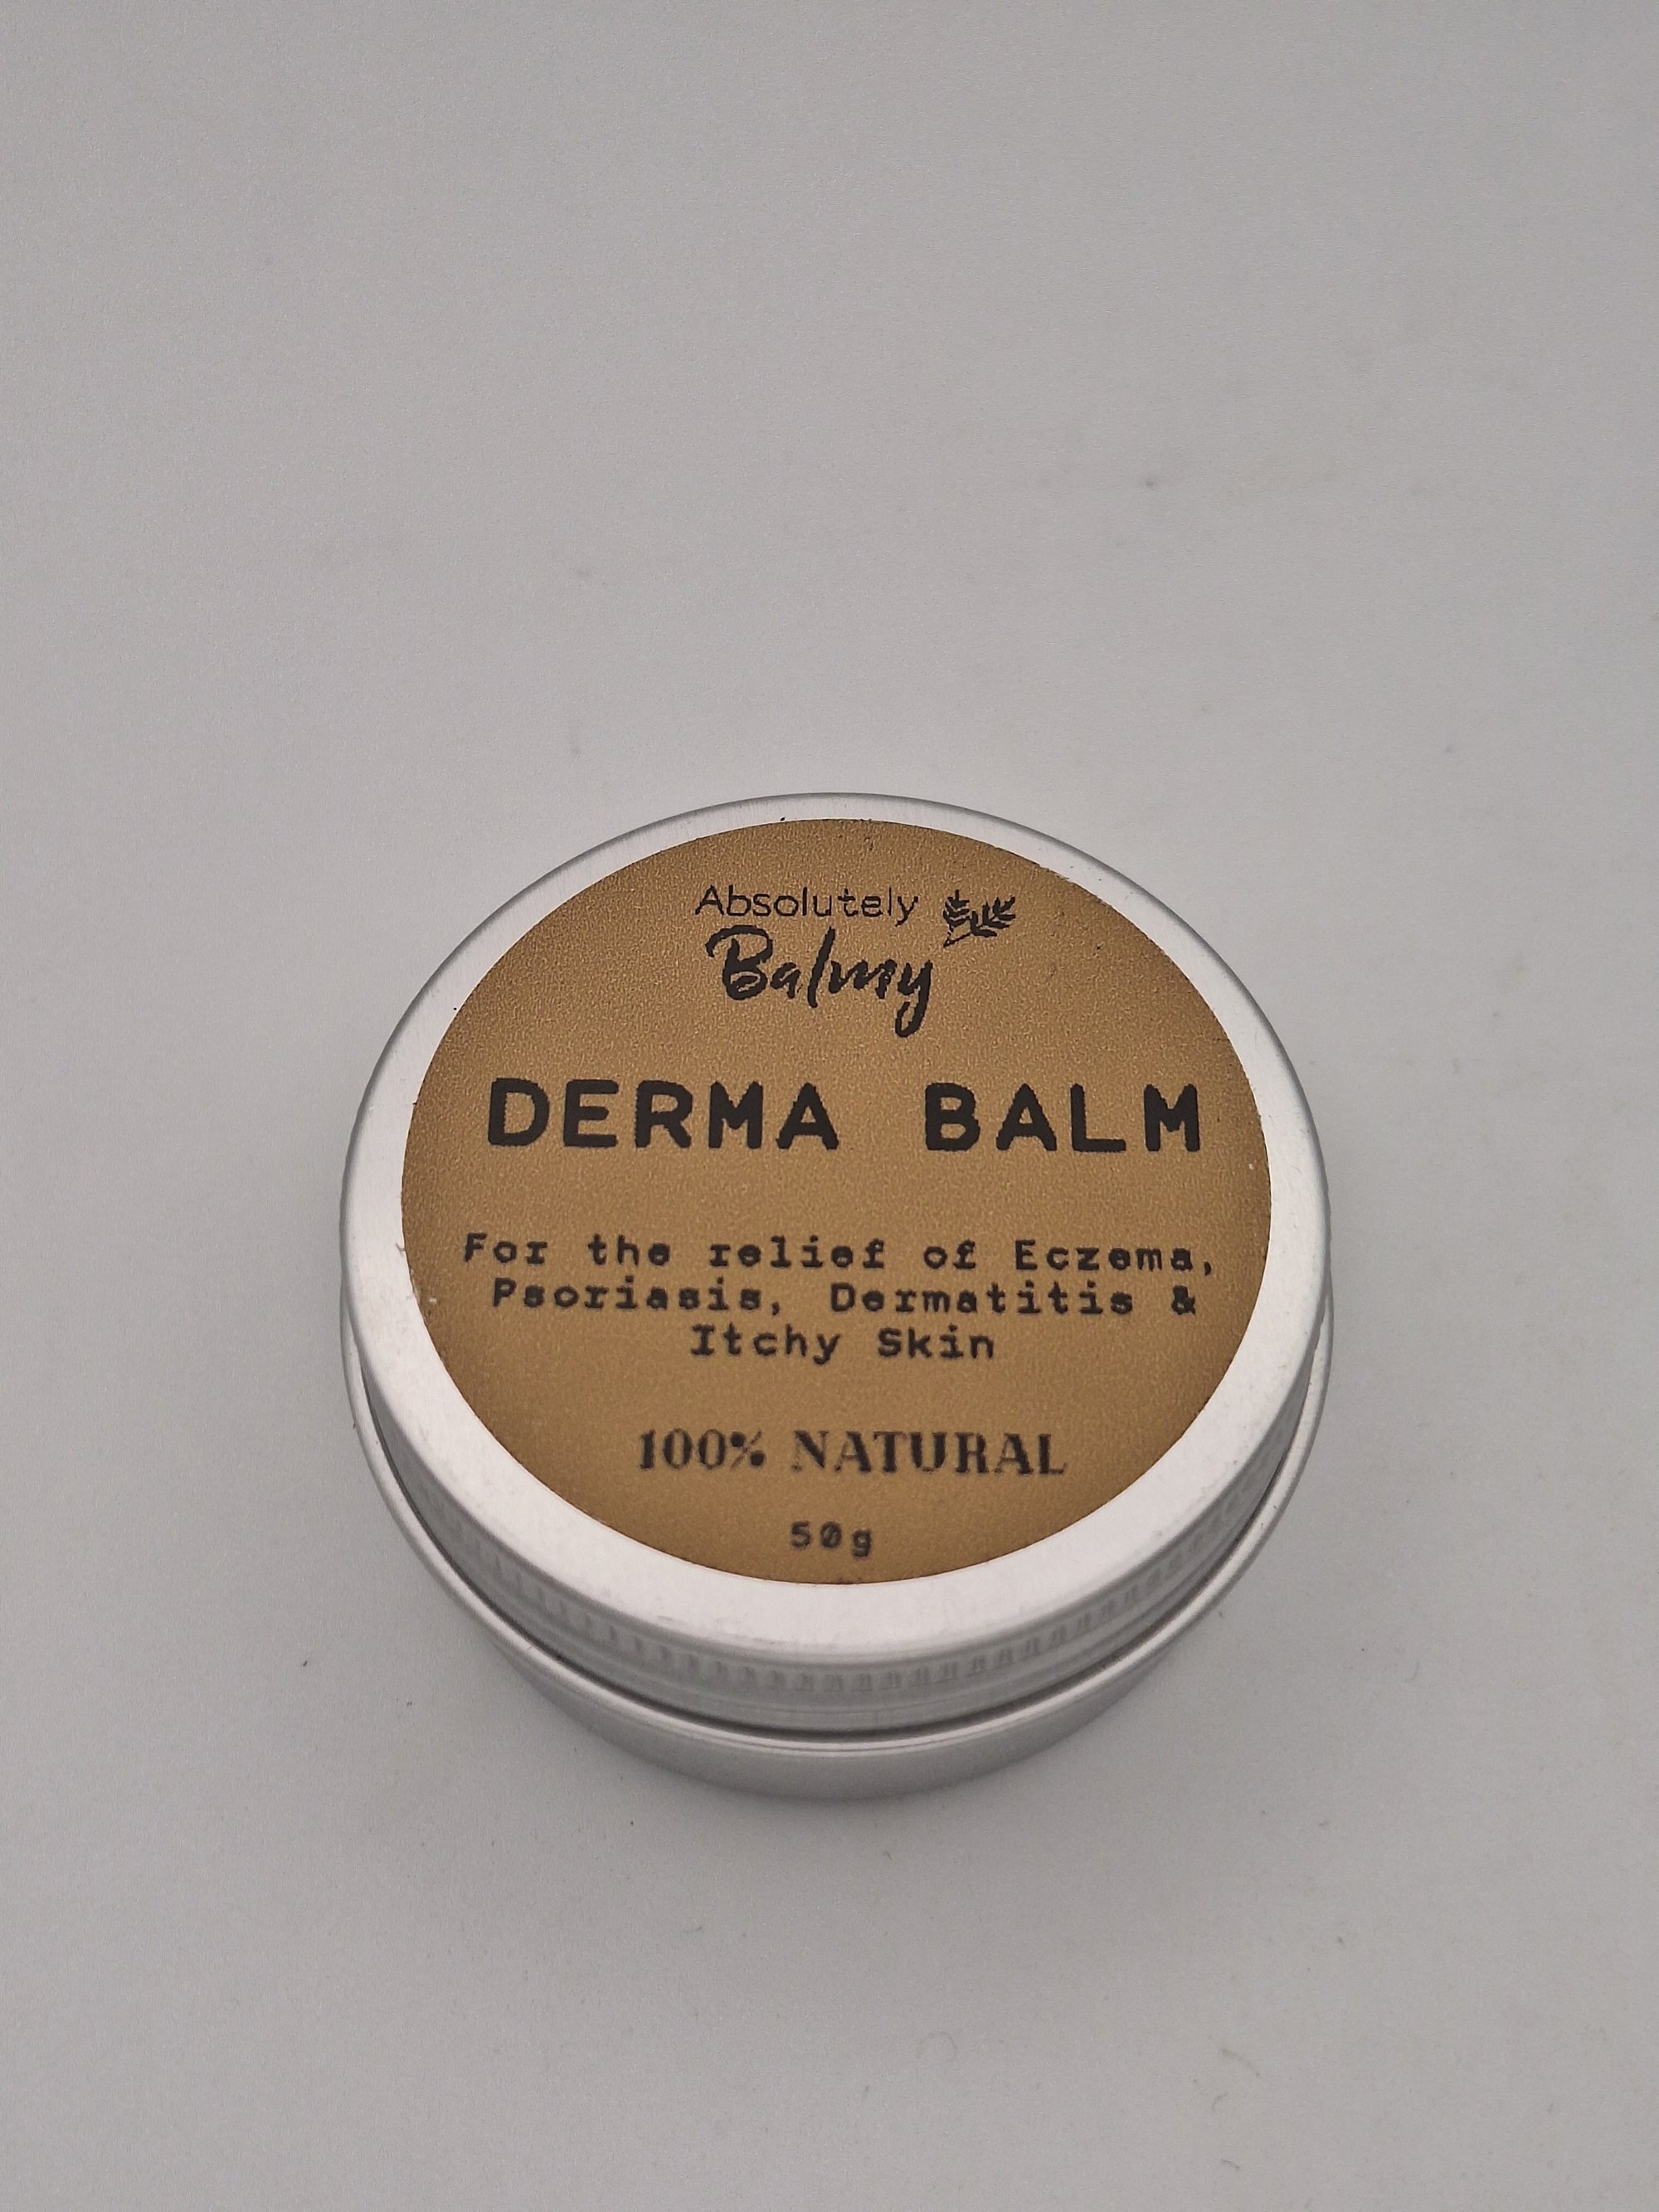 Absolutely
Balmy
DERMA BALM
For the relief of Eczema,
Psoriasis, Dermatitis &
Itchy Skin
100% NATURAL
50g